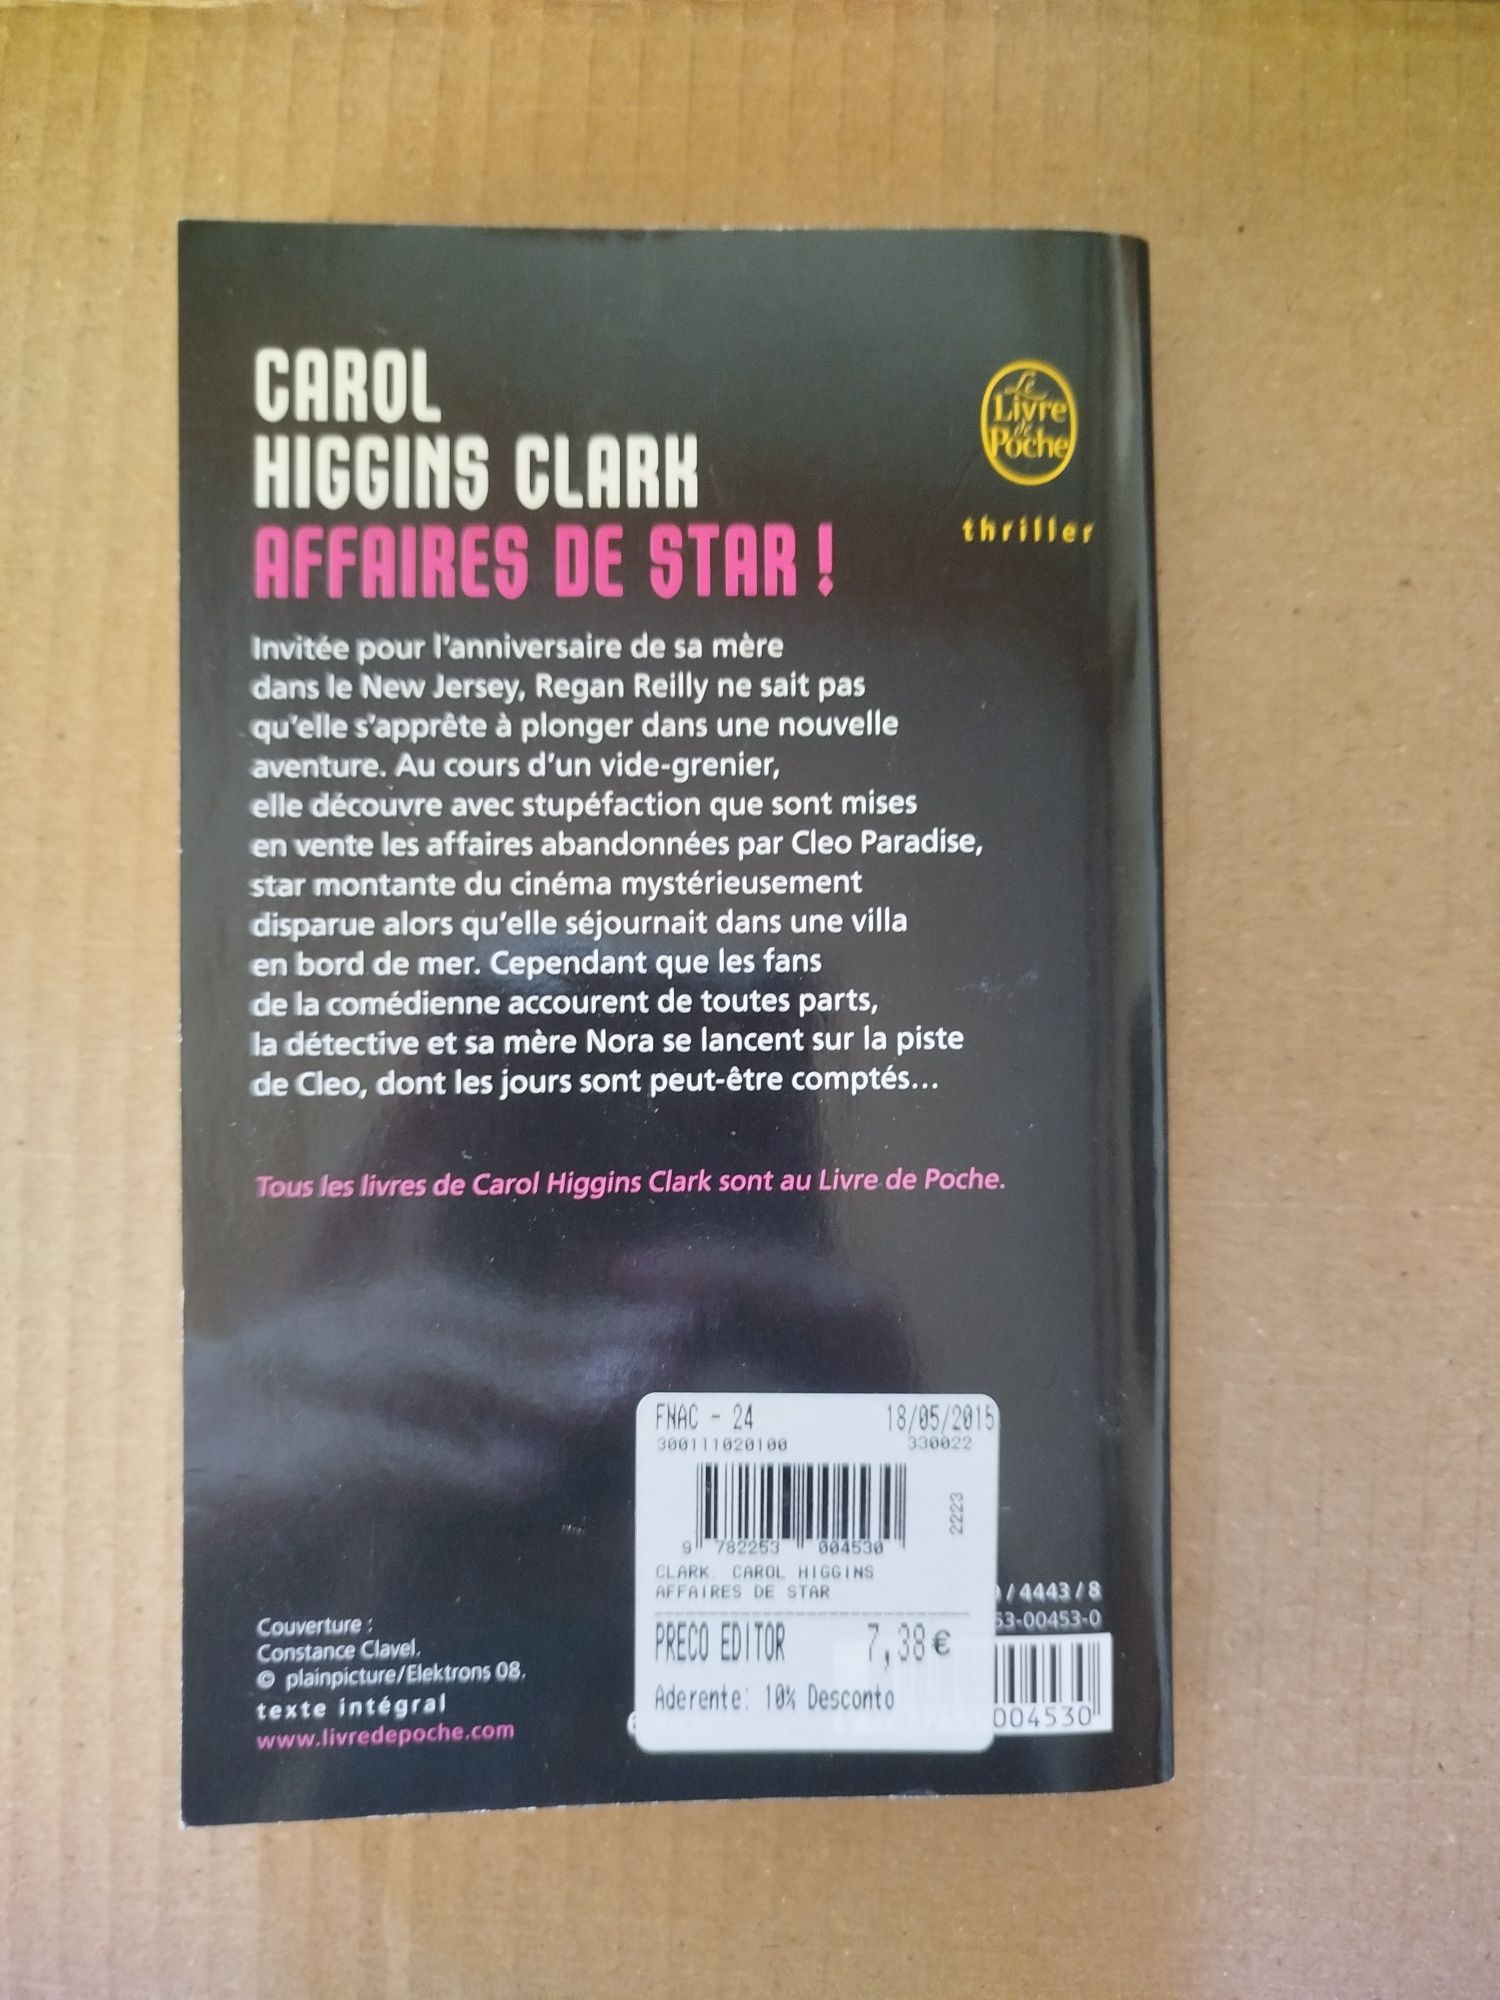 CAROL
HIGGINS CLARK
AFFAIRES DE STAR !
Le
Livre
de
Poche
thriller
Invitée pour l'anniversaire de sa mère
dans le New Jersey, Regan Reilly ne sait pas
qu'elle s'apprête à plonger dans une nouvelle
aventure. Au cours d'un vide-grenier,
elle découvre avec stupéfaction que sont mises
en vente les affaires abandonnées par Cleo Paradise,
star montante du cinéma mystérieusement
disparue alors qu'elle séjournait dans une villa
en bord de mer. Cependant que les fans
de la comédienne accourent de toutes parts,
la détective et sa mère Nora se lancent sur la piste
de Cleo, dont les jours sont peut-être comptés...
Tous les livres de Carol Higgins Clark sont au Livre de Poche.
FNAC - 24 18/05/2015
300111020100 330022
2223
9 782253 004530
CLARK, CAROL HIGGINS
AFFAIRES DE STAR
PRECO EDITOR 7,38 €
Aderente: 10% Desconto
/ 4443 / 8
53-00453-0
004530
Couverture :
Constance Clavel.
© plainpicture/Elektrons 08.
texte intégral
www.livredepoche.com